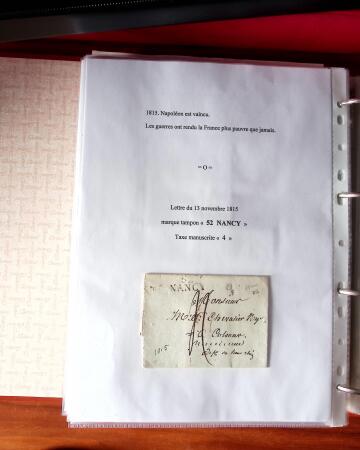 1815. Napoléon est vaincu.
Les guerres ont rendu la France plus pauvre que jamais.
= O =
Lettre du 13 novembre 1815
marque tampon « 52 NANCY »
Taxe manuscrite « 4 »
NANCY
Monsieur
Chevalier
1815